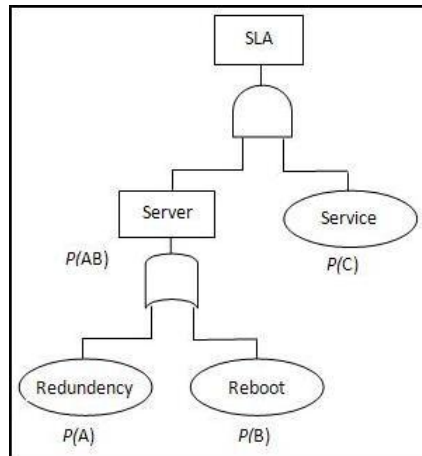 SLA
Server
Service
P(AB)
P(C)
Redundency
Reboot
P(A)
P(B)